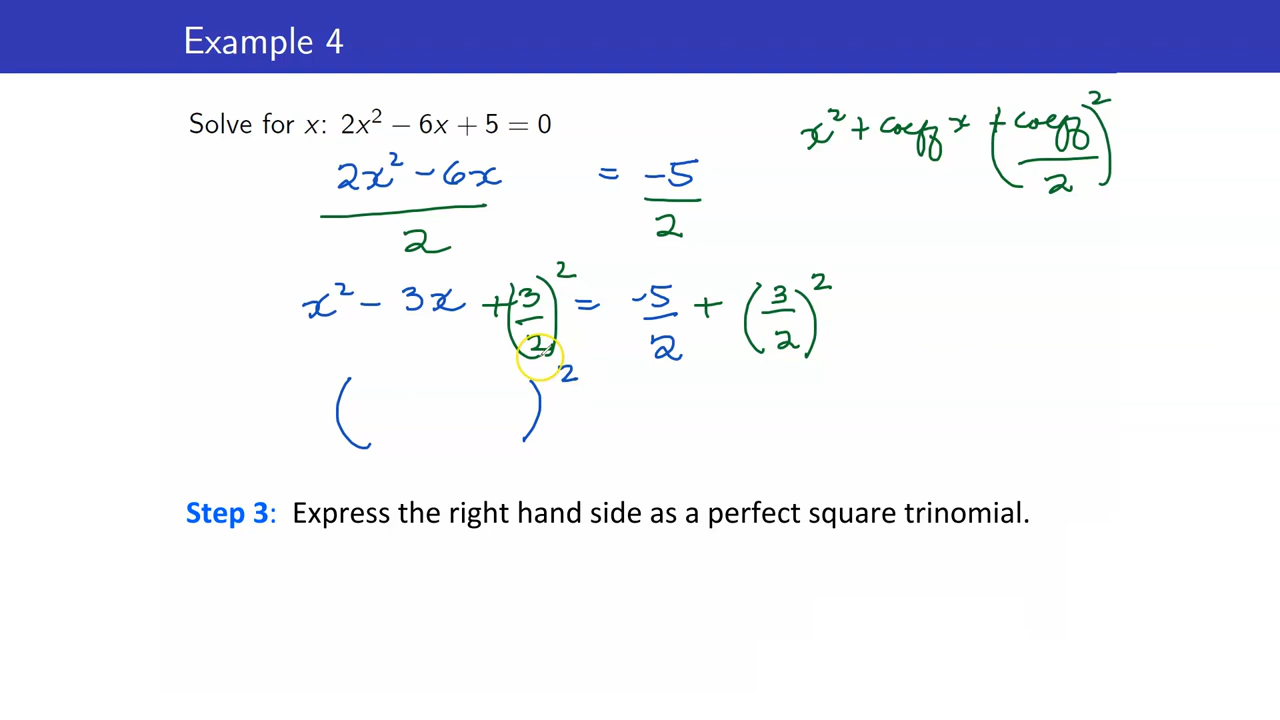 Example 4
Solve for x: 2x² − 6x + 5 = 0
x² + coeff x + (coeff/2)²
(2x² − 6x)/2 = −5/2
x² − 3x + (3/2)² = −5/2 + (3/2)²
(      )²
Step 3: Express the right hand side as a perfect square trinomial.